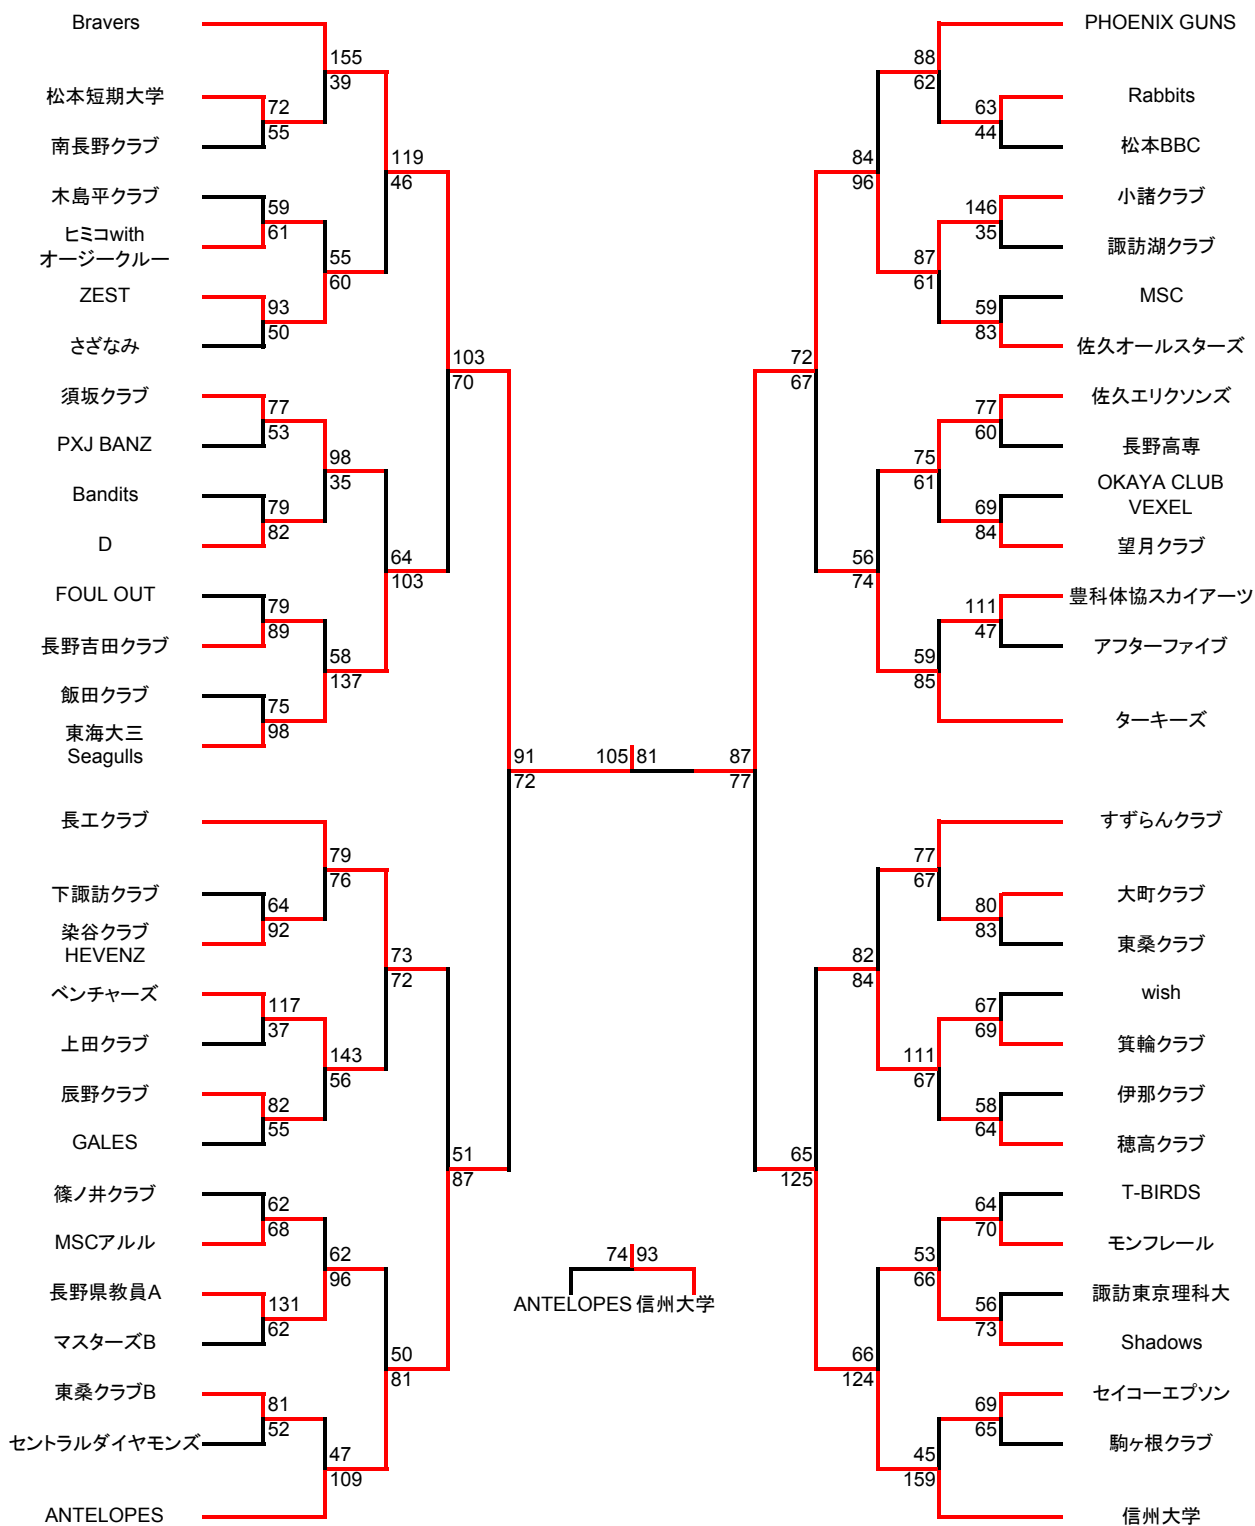 Bravers
155
39
松本短期大学
72
55
南長野クラブ
119
46
木島平クラブ
59
61
ヒミコwith
オージークルー
55
60
ZEST
93
50
さざなみ
103
70
須坂クラブ
77
53
PXJ BANZ
98
35
Bandits
79
82
D
64
103
FOUL OUT
79
89
長野吉田クラブ
58
137
飯田クラブ
75
98
東海大三
Seagulls
91
72
長工クラブ
79
76
下諏訪クラブ
64
92
染谷クラブ
HEVENZ
73
72
ベンチャーズ
117
37
上田クラブ
143
56
辰野クラブ
82
55
GALES
51
87
篠ノ井クラブ
62
68
MSCアルル
62
96
長野県教員A
131
62
マスターズB
50
81
東桑クラブB
81
52
セントラルダイヤモンズ
47
109
ANTELOPES
105 81
74 93
ANTELOPES 信州大学
PHOENIX GUNS
88
62
Rabbits
63
44
松本BBC
84
96
小諸クラブ
146
35
諏訪湖クラブ
87
61
MSC
59
83
佐久オールスターズ
72
67
佐久エリクソンズ
77
60
長野高専
75
61
OKAYA CLUB
VEXEL
69
84
望月クラブ
56
74
豊科体協スカイアーツ
111
47
アフターファイブ
59
85
ターキーズ
87
77
すずらんクラブ
77
67
大町クラブ
80
83
東桑クラブ
82
84
wish
67
69
箕輪クラブ
111
67
伊那クラブ
58
64
穂高クラブ
65
125
T-BIRDS
64
70
モンフレール
53
66
諏訪東京理科大
56
73
Shadows
66
124
セイコーエプソン
69
65
駒ヶ根クラブ
45
159
信州大学